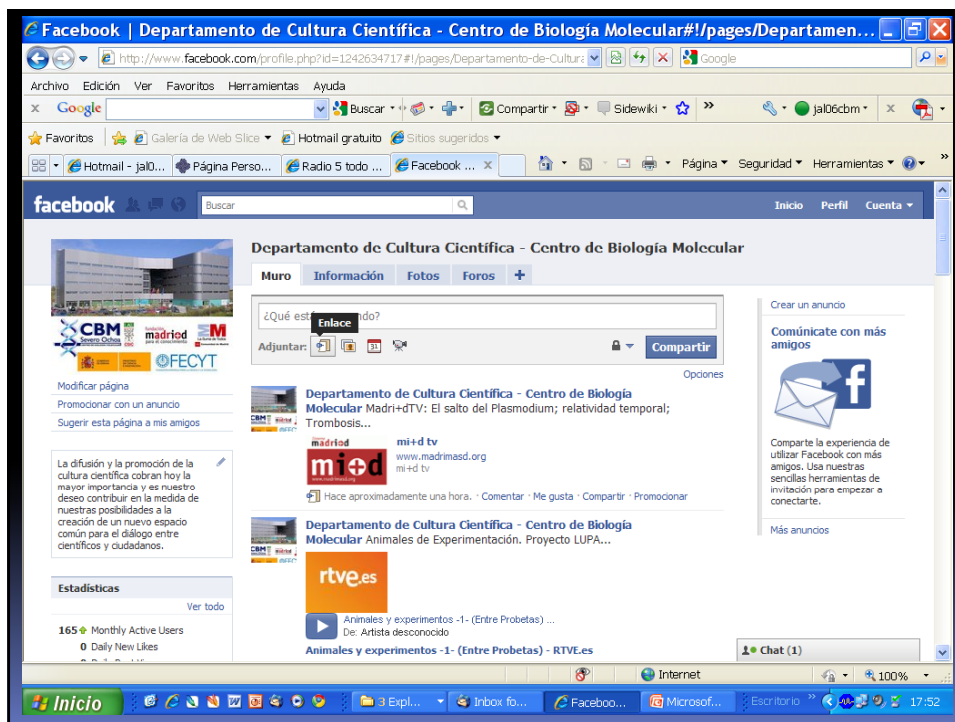 Facebook | Departamento de Cultura Científica - Centro de Biología Molecular#!/pages/Departamen...
http://www.facebook.com/profile.php?id=1242634717#!/pages/Departamento-de-Cultura
Google
Archivo Edición Ver Favoritos Herramientas Ayuda
x Google Buscar Compartir Sidewiki » jal06cbm x
Favoritos Galería de Web Slice Hotmail gratuito Sitios sugeridos
Hotmail - jal0... Página Perso... Radio 5 todo ... Facebook ... X Página Seguridad Herramientas »
facebook Buscar Inicio Perfil Cuenta
Departamento de Cultura Científica - Centro de Biología Molecular
Muro Información Fotos Foros +
¿Qué est ndo?
Enlace
Adjuntar: 31 Compartir
Opciones
CBM
Severo Ochoa
madri+d
OFECYT
Modificar página
Promocionar con un anuncio
Sugerir esta página a mis amigos
La difusión y la promoción de la
cultura científica cobran hoy la
mayor importancia y es nuestro
deseo contribuir en la medida de
nuestras posibilidades a la
creación de un nuevo espacio
común para el diálogo entre
científicos y ciudadanos.
Estadísticas
Ver todo
165 Monthly Active Users
0 Daily New Likes
Departamento de Cultura Científica - Centro de Biología
Molecular Madri+dTV: El salto del Plasmodium; relatividad temporal;
Trombosis...
madri+d
mi+d
www.madrimasd.org
mi+d tv
www.madrimasd.org
mi+d tv
Hace aproximadamente una hora. · Comentar · Me gusta · Compartir · Promocionar
Departamento de Cultura Científica - Centro de Biología
Molecular Animales de Experimentación. Proyecto LUPA...
rtve.es
Animales y experimentos -1- (Entre Probetas) ...
De: Artista desconocido
Animales y experimentos -1- (Entre Probetas) - RTVE.es
Crear un anuncio
Comúnicate con más
amigos
Comparte la experiencia de
utilizar Facebook con más
amigos. Usa nuestras
sencillas herramientas de
invitación para empezar a
conectarte.
Más anuncios
Chat (1)
Internet 100%
Inicio 3 Expl... Inbox fo... Faceboo... Microsof... Escritorio » 17:52